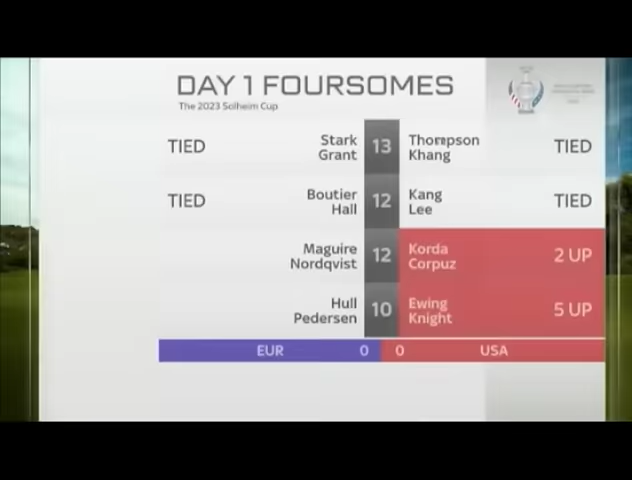 DAY 1 FOURSOMES
The 2023 Solheim Cup
TIED Stark Grant 13 Thompson Khang TIED
TIED Boutier Hall 12 Kang Lee TIED
Maguire Nordqvist 12 Korda Corpuz 2 UP
Hull Pedersen 10 Ewing Knight 5 UP
EUR 0 0 USA